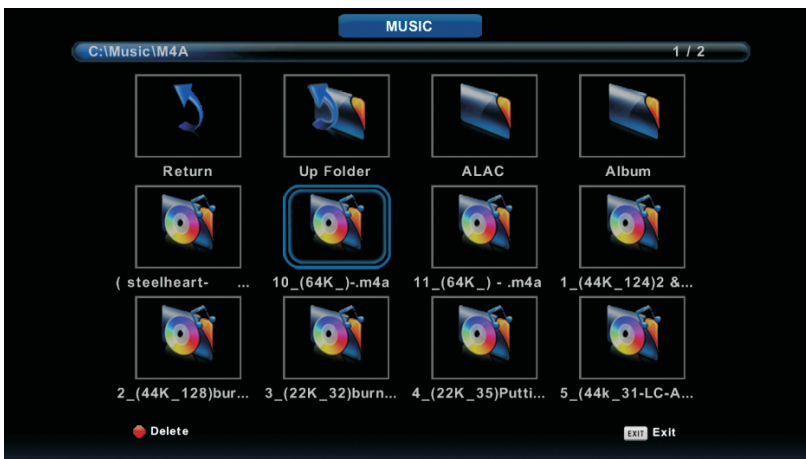 MUSIC
C:\Music\M4A 1 / 2
Return Up Folder ALAC Album
( steelheart- ... 10_(64K_)-.m4a 11_(64K_) - .m4a 1_(44K_124)2 &...
2_(44K_128)bur... 3_(22K_32)burn... 4_(22K_35)Putti... 5_(44k_31-LC-A...
Delete EXIT Exit